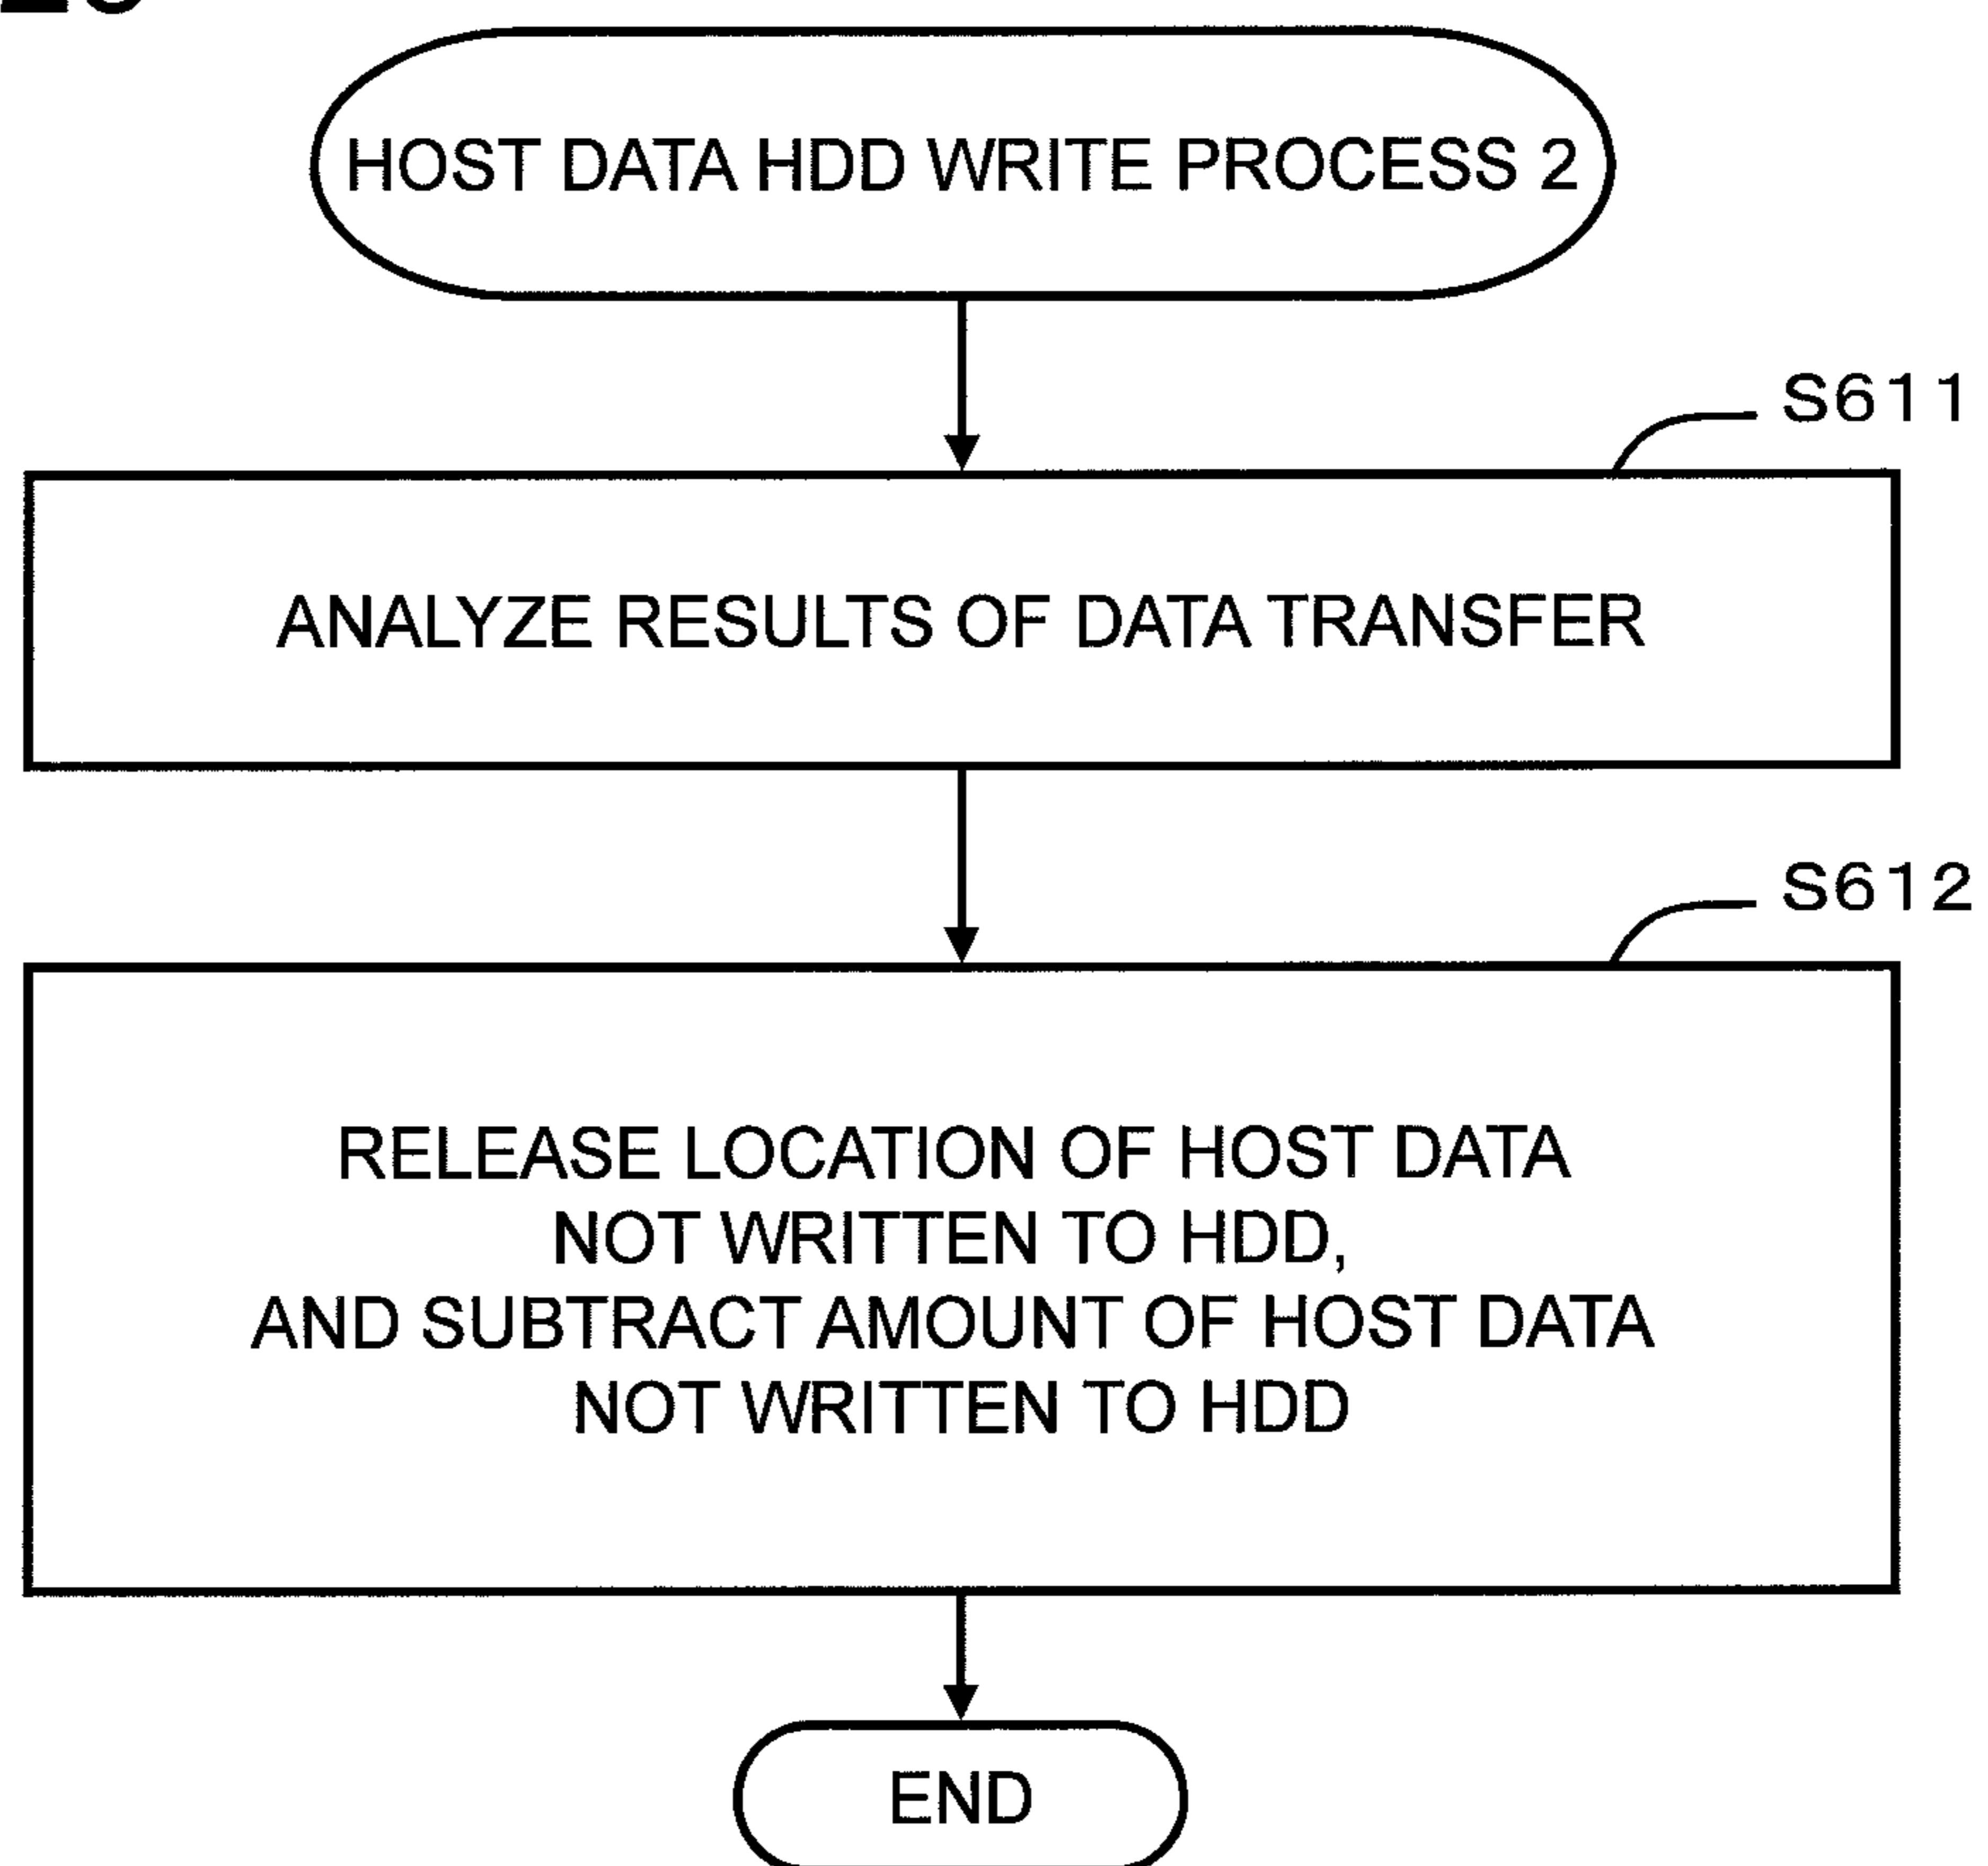 HOST DATA HDD WRITE PROCESS 2
S611
ANALYZE RESULTS OF DATA TRANSFER
S612
RELEASE LOCATION OF HOST DATA
NOT WRITTEN TO HDD,
AND SUBTRACT AMOUNT OF HOST DATA
NOT WRITTEN TO HDD
END